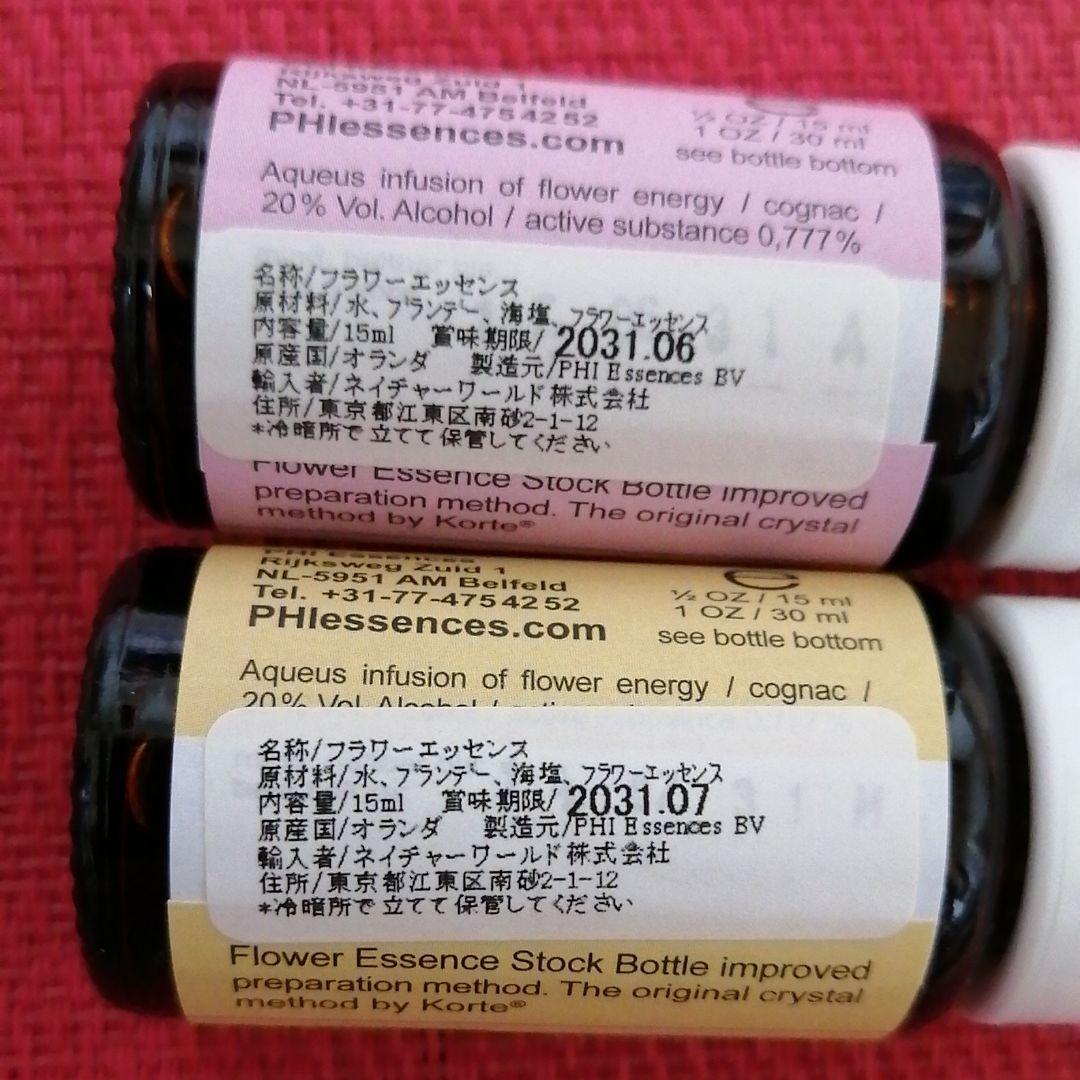 Rijksweg Zuid 1
NL-5951 AM Belfeld
Tel. +31-77-4754252
PHIessences.com
½ OZ / 15 ml
1 OZ / 30 ml
see bottle bottom
Aqueus infusion of flower energy / cognac /
20% Vol. Alcohol / active substance 0,777%
名称/フラワーエッセンス
原材料/水、ブランデー、海塩、フラワーエッセンス
内容量/15ml 賞味期限/2031.06
原産国/オランダ 製造元/PHI Essences BV
輸入者/ネイチャーワールド株式会社
住所/東京都江東区南砂2-1-12
*冷暗所で立てて保管してください
Flower Essence Stock Bottle improved
preparation method. The original crystal
method by Korte®
PHI Essences
Rijksweg Zuid 1
NL-5951 AM Belfeld
Tel. +31-77-4754252
PHIessences.com
℮
½ OZ / 15 ml
1 OZ / 30 ml
see bottle bottom
Aqueus infusion of flower energy / cognac /
20% Vol. Alcohol /
名称/フラワーエッセンス
原材料/水、ブランデー、海塩、フラワーエッセンス
内容量/15ml 賞味期限/2031.07
原産国/オランダ 製造元/PHI Essences BV
輸入者/ネイチャーワールド株式会社
住所/東京都江東区南砂2-1-12
*冷暗所で立てて保管してください
Flower Essence Stock Bottle improved
preparation method. The original crystal
method by Korte®